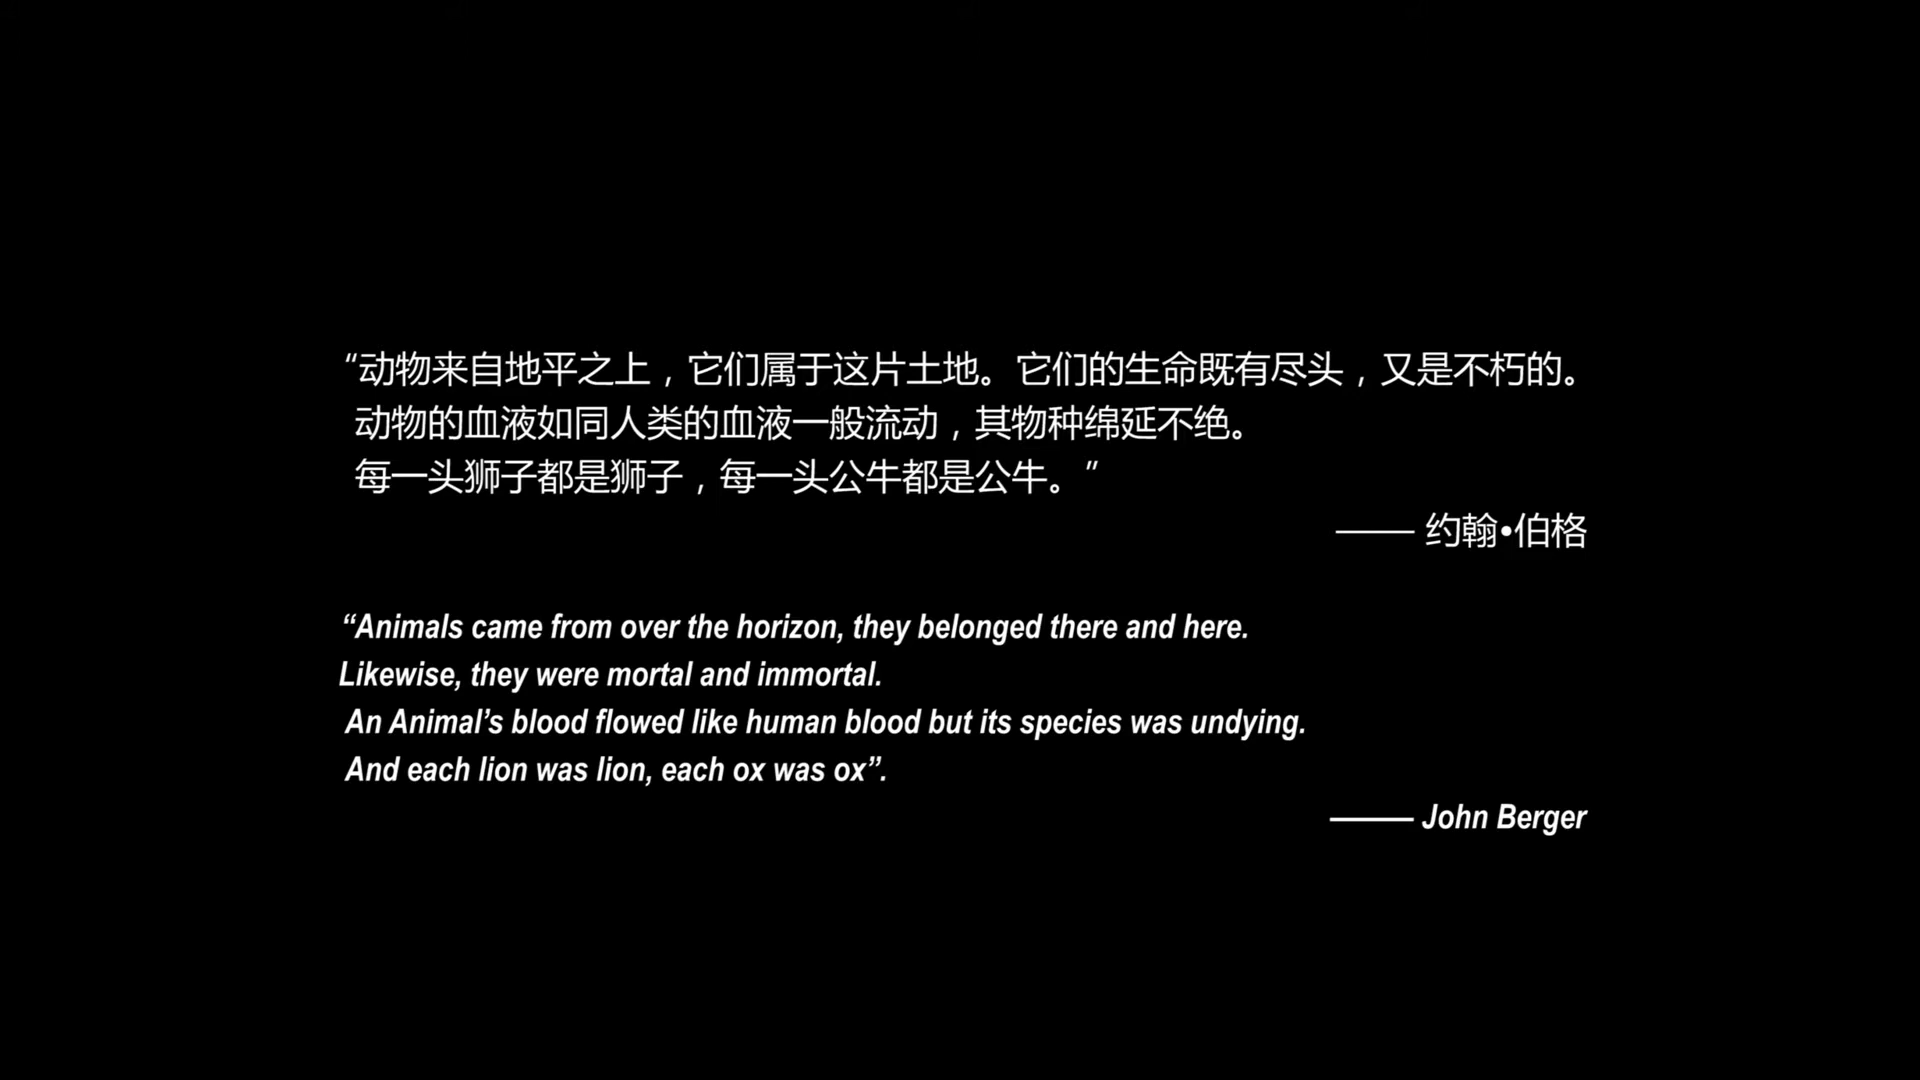 “动物来自地平之上，它们属于这片土地。它们的生命既有尽头，又是不朽的。
动物的血液如同人类的血液一般流动，其物种绵延不绝。
每一头狮子都是狮子，每一头公牛都是公牛。”
—— 约翰•伯格
“Animals came from over the horizon, they belonged there and here.
Likewise, they were mortal and immortal.
An Animal’s blood flowed like human blood but its species was undying.
And each lion was lion, each ox was ox”.
—— John Berger